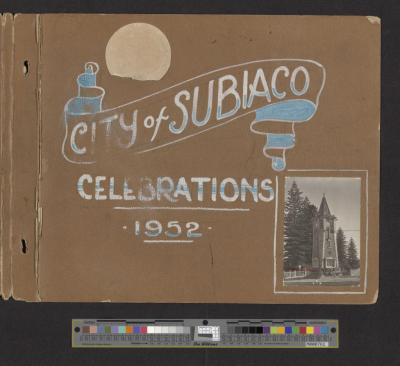 CITY of SUBIACO
CELEBRATIONS
· 1952 ·